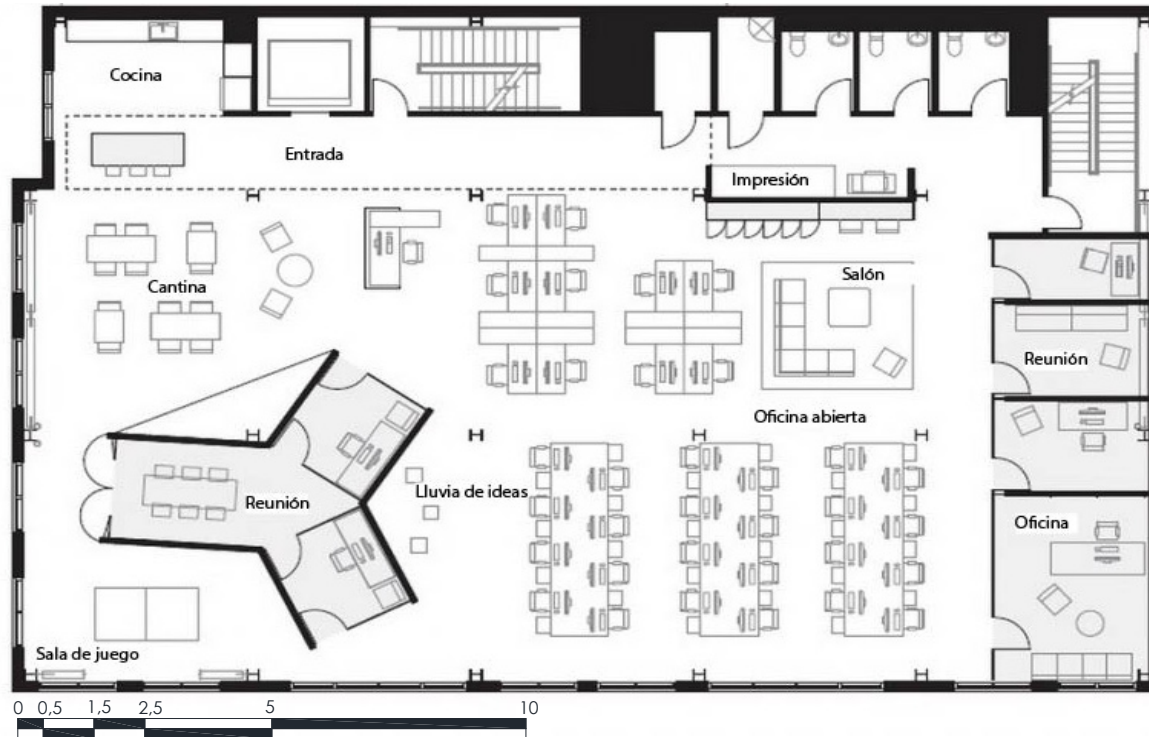 Cocina
Entrada
Impresión
Cantina
Salón
Reunión
Oficina abierta
Lluvia de ideas
Reunión
Oficina
Sala de juego
0 0,5 1,5 2,5 5 10